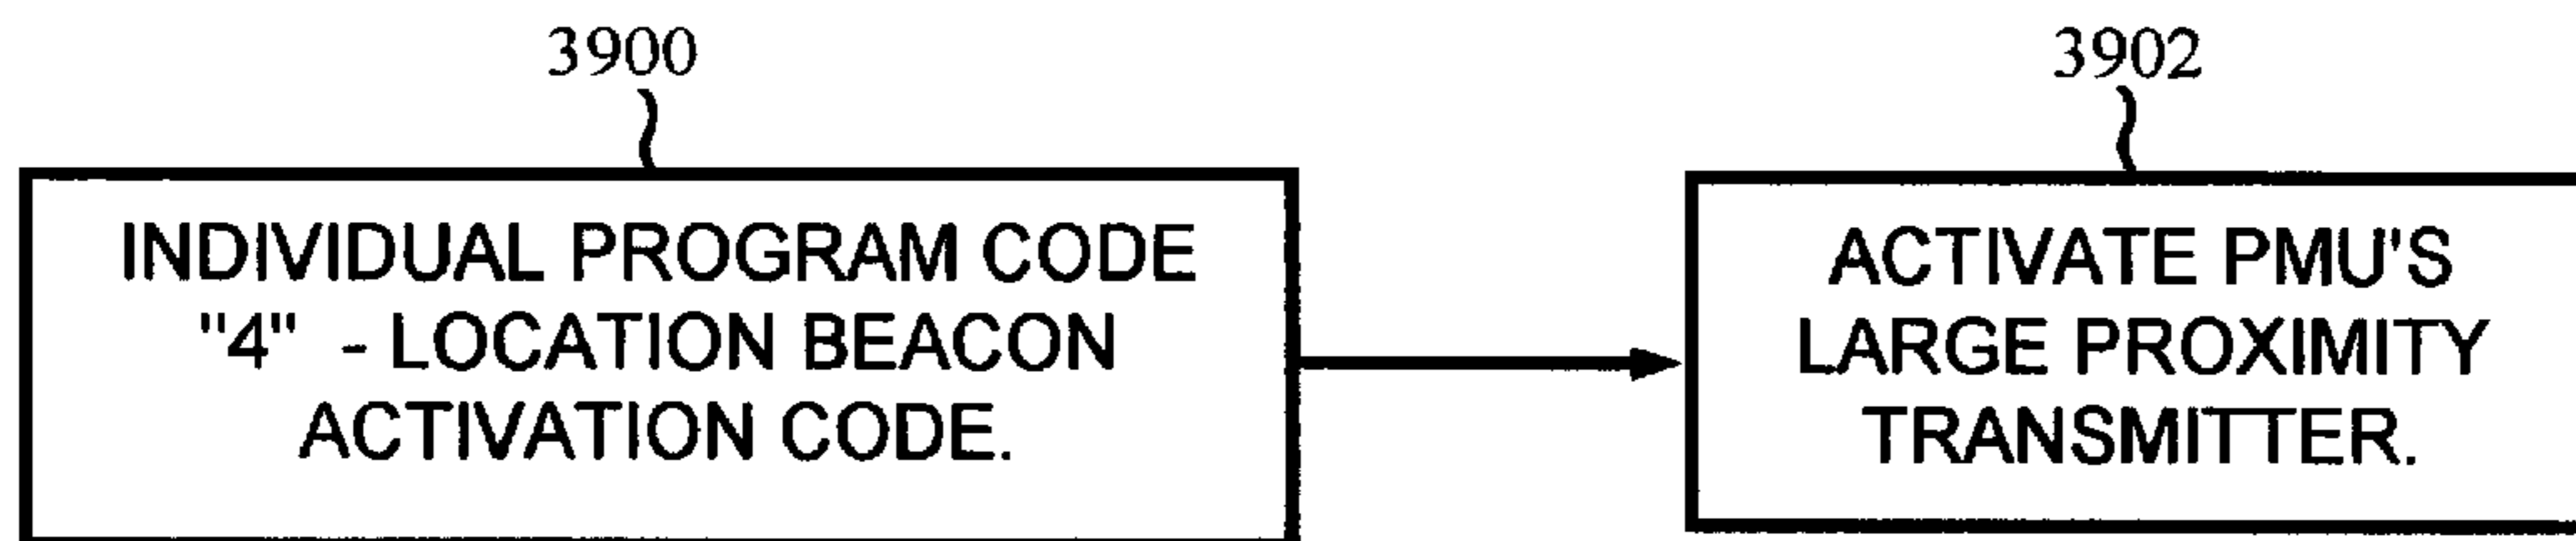 3900
INDIVIDUAL PROGRAM CODE
"4" - LOCATION BEACON
ACTIVATION CODE.
3902
ACTIVATE PMU'S
LARGE PROXIMITY
TRANSMITTER.